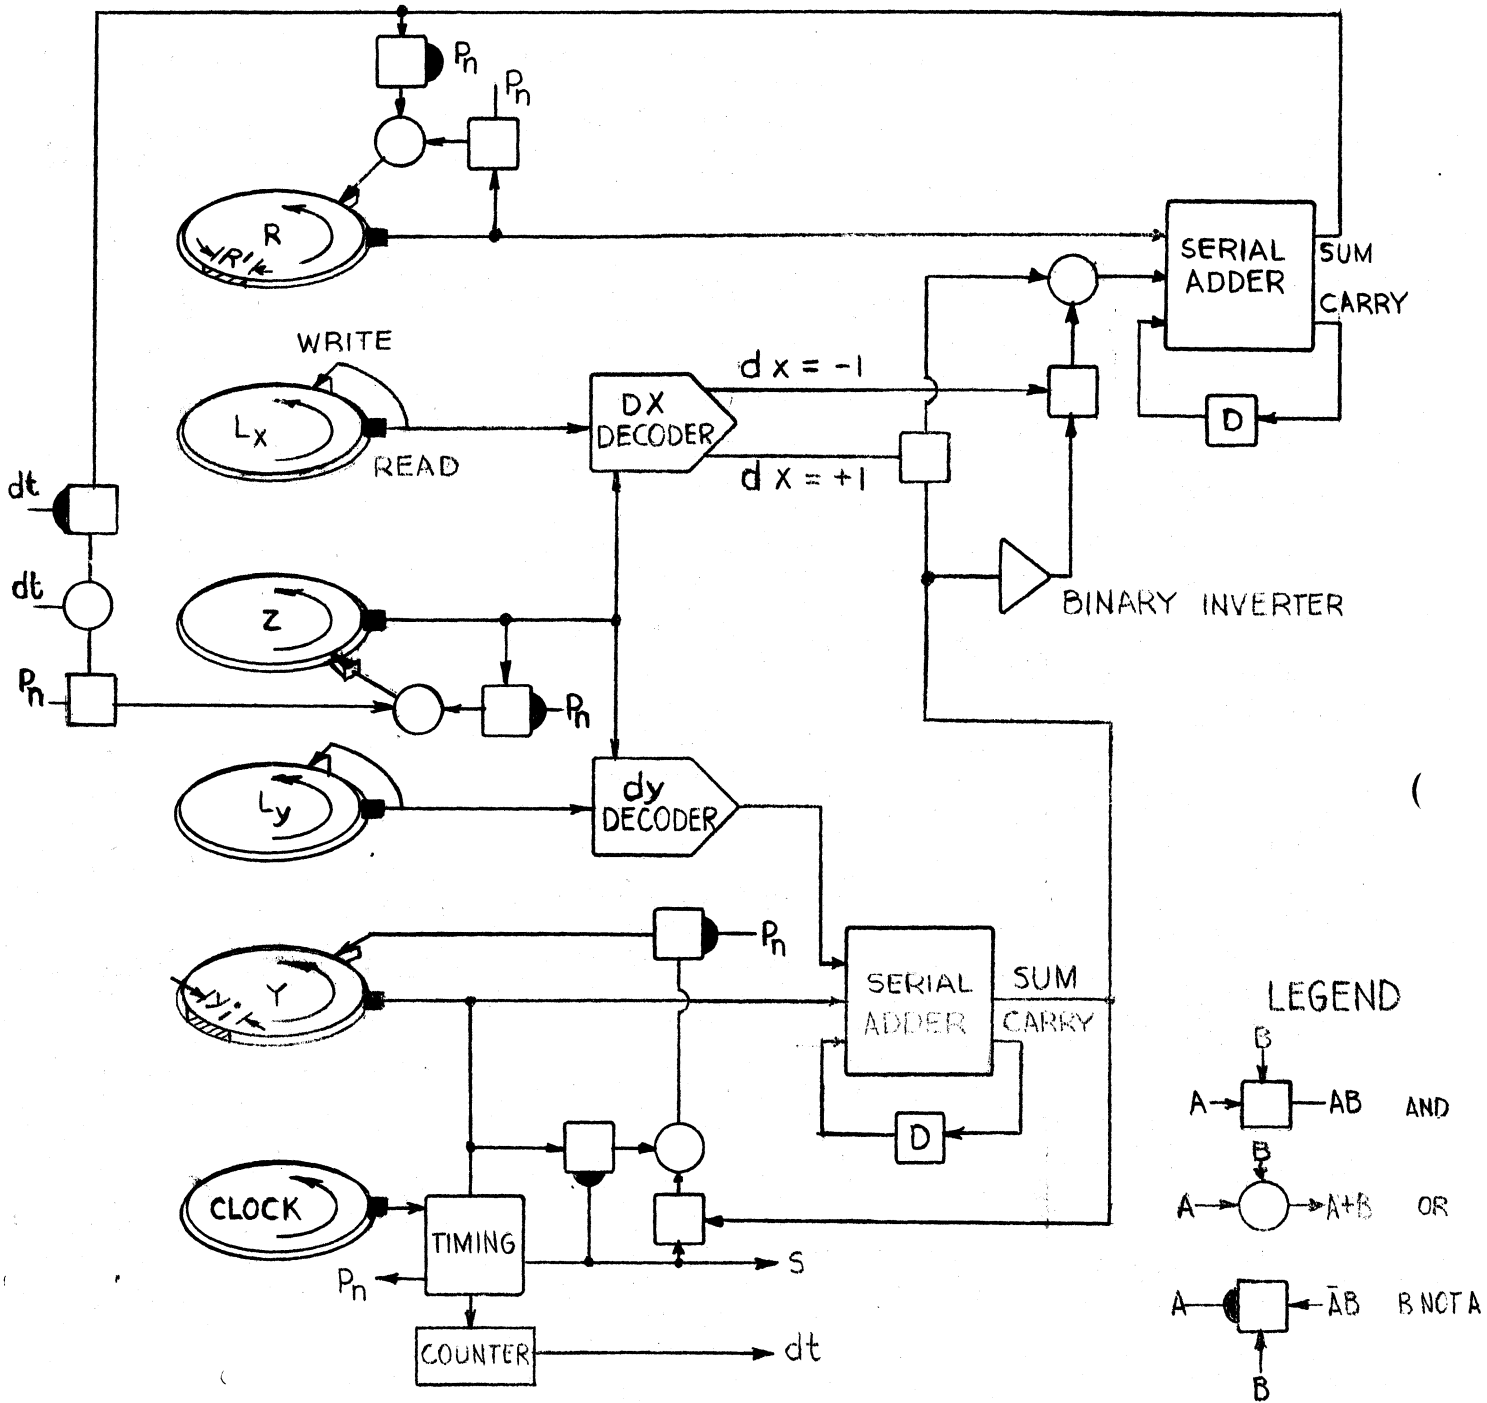 Pn
Pn
R
R'
SERIAL
ADDER
SUM
CARRY
WRITE
Lx
READ
DX
DECODER
dx = -1
dx = +1
D
dt
dt
Z
BINARY INVERTER
Pn
Pn
Ly
dy
DECODER
Pn
Y
yi
SERIAL
ADDER
SUM
CARRY
D
CLOCK
TIMING
S
Pn
COUNTER
dt
LEGEND
B
A AB AND
B
A A+B OR
A ĀB B NOT A
B